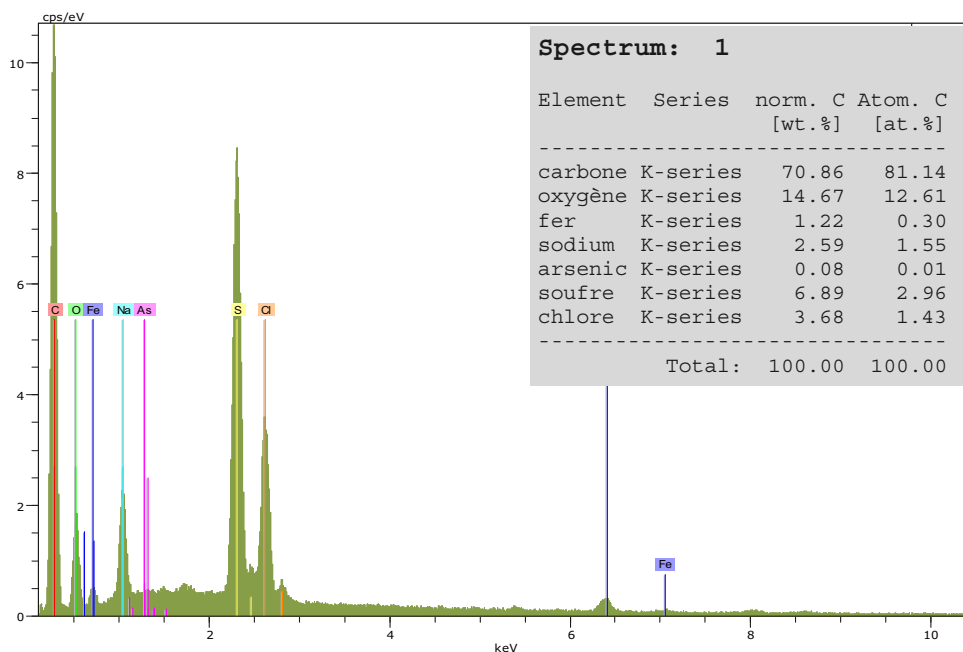 cps/eV
Spectrum: 1
Element Series norm. C Atom. C
[wt.%] [at.%]
---------------------------------
carbone K-series 70.86 81.14
oxygène K-series 14.67 12.61
fer K-series 1.22 0.30
sodium K-series 2.59 1.55
arsenic K-series 0.08 0.01
soufre K-series 6.89 2.96
chlore K-series 3.68 1.43
---------------------------------
Total: 100.00 100.00
10
8
6
4
2
0
C O Fe Na As S Cl
Fe
2 4 6 8 10
keV